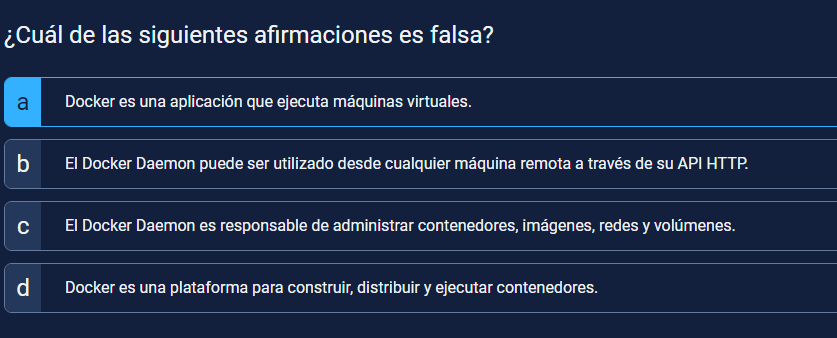 ¿Cuál de las siguientes afirmaciones es falsa?
a Docker es una aplicación que ejecuta máquinas virtuales.
b El Docker Daemon puede ser utilizado desde cualquier máquina remota a través de su API HTTP.
c El Docker Daemon es responsable de administrar contenedores, imágenes, redes y volúmenes.
d Docker es una plataforma para construir, distribuir y ejecutar contenedores.